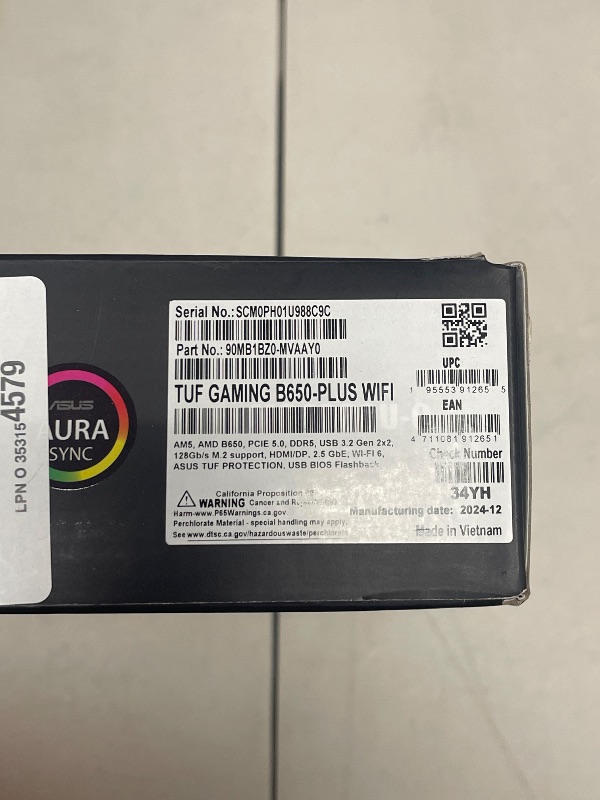 LPN O 353154579
ASUS
AURA
SYNC
Serial No.:SCM0PH01U988C9C
Part No.: 90MB1BZ0-MVAAY0
TUF GAMING B650-PLUS WIFI
AM5, AMD B650, PCIE 5.0, DDR5, USB 3.2 Gen 2x2,
128Gb/s M.2 support, HDMI/DP, 2.5 GbE, WI-FI 6,
ASUS TUF PROTECTION, USB BIOS Flashback
California Proposition
WARNING Cancer and
Harm-www.P65Warnings.ca.gov
Perchlorate Material - special handling may apply.
See www.dtsc.ca.gov/hazardouswaste/perchlorate
UPC
1 95553 91265 5
EAN
4 711081 912651
Check Number
34YH
Manufacturing date: 2024-12
Made in Vietnam